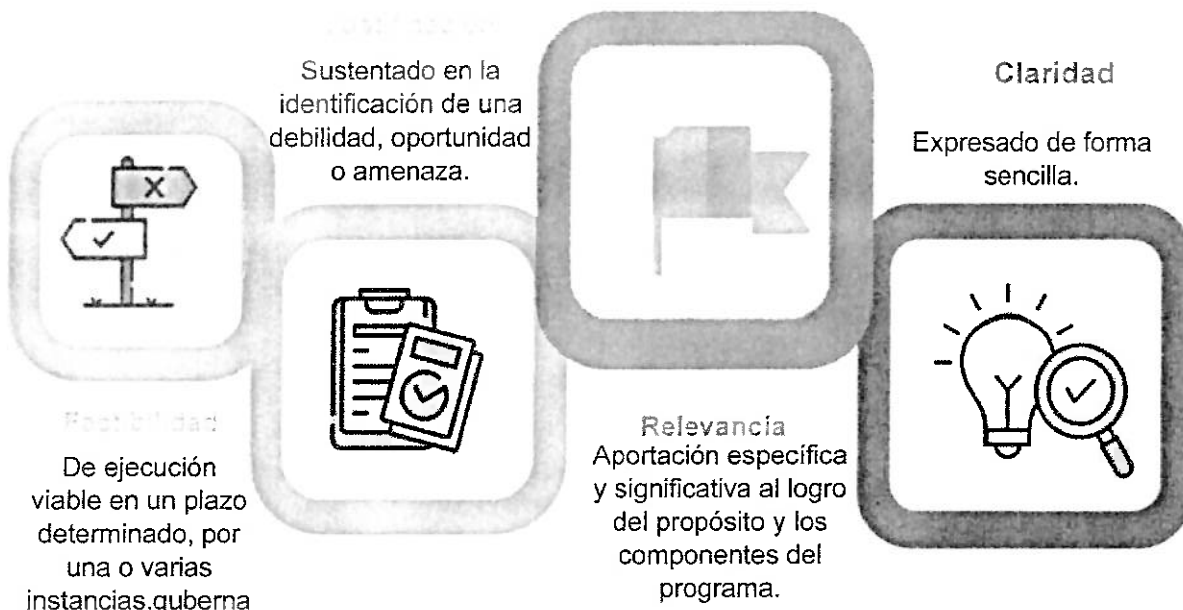 Factibilidad
De ejecución
viable en un plazo
determinado, por
una o varias
instancias.guberna
Justificación
Sustentado en la
identificación de una
debilidad, oportunidad
o amenaza.
Relevancia
Aportación específica
y significativa al logro
del propósito y los
componentes del
programa.
Claridad
Expresado de forma
sencilla.